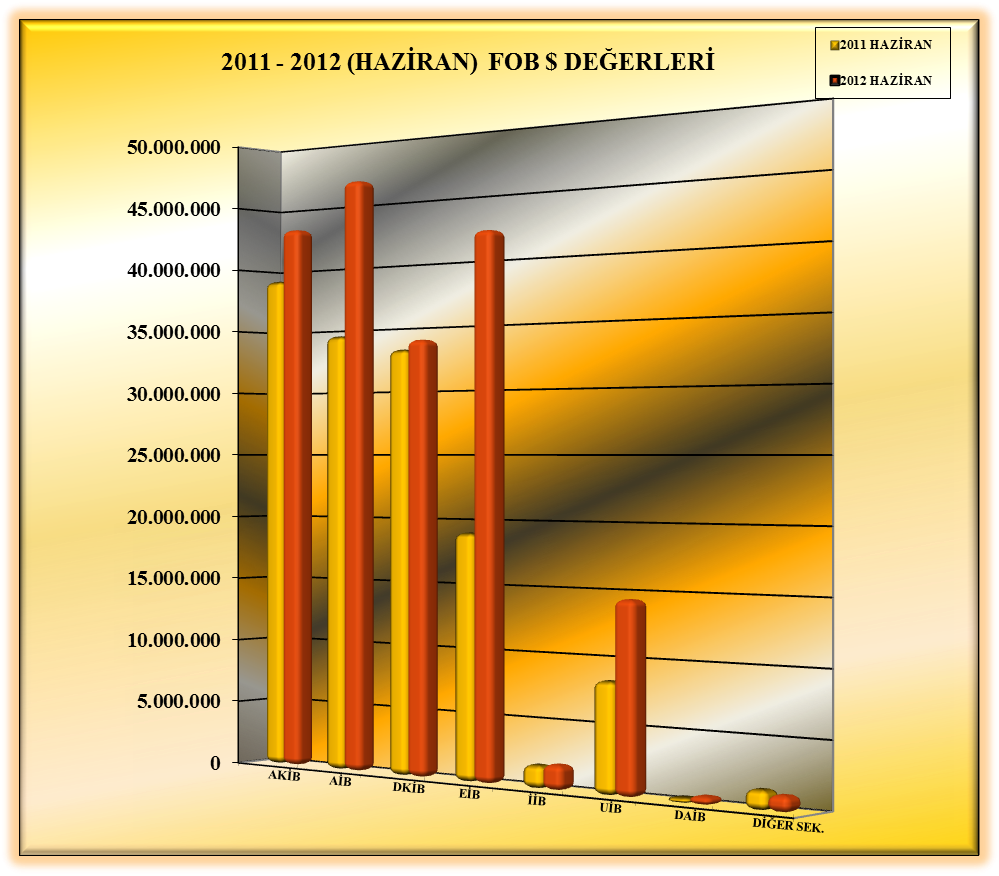 2011 - 2012 (HAZİRAN) FOB $ DEĞERLERİ
2011 HAZİRAN
2012 HAZİRAN
50.000.000
45.000.000
40.000.000
35.000.000
30.000.000
25.000.000
20.000.000
15.000.000
10.000.000
5.000.000
0
AKİB
AİB
DKİB
EİB
İİB
UİB
DAİB
DİĞER SEK.